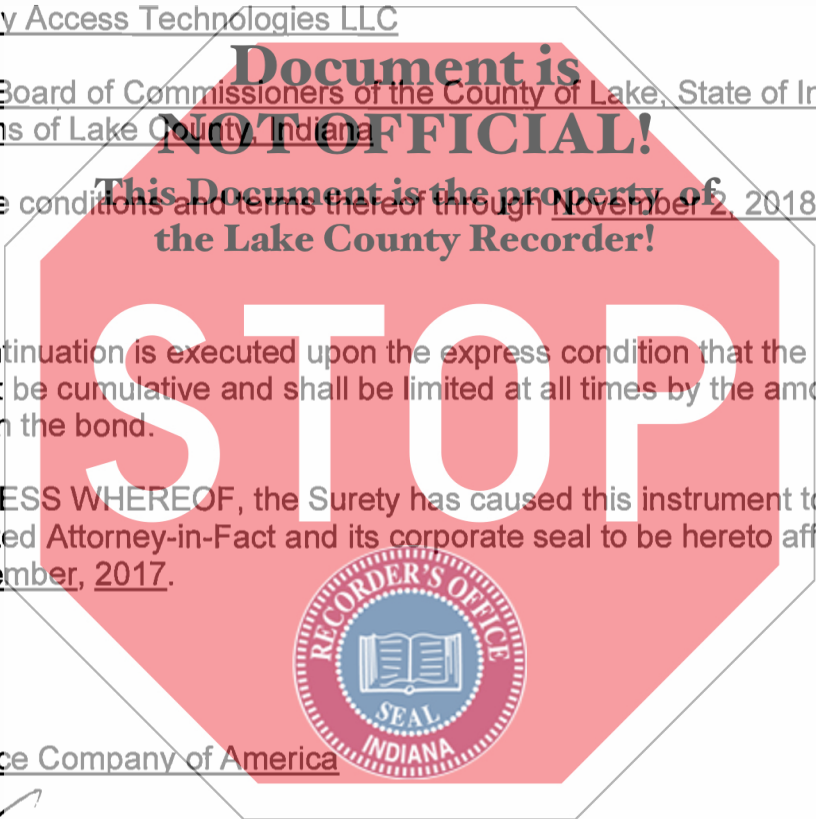 y Access Technologies LLC
Document is
Board of Commissioners of the County of Lake, State of In
s of Lake County, Indiana
NOT OFFICIAL!
This Document is the property of
e conditions and terms thereof through November 2, 2018
the Lake County Recorder!
STOP
tinuation is executed upon the express condition that the
be cumulative and shall be limited at all times by the amo
n the bond.
ESS WHEREOF, the Surety has caused this instrument to
ed Attorney-in-Fact and its corporate seal to be hereto aff
mber, 2017.
RECORDER'S OFFICE
SEAL
INDIANA
ce Company of America